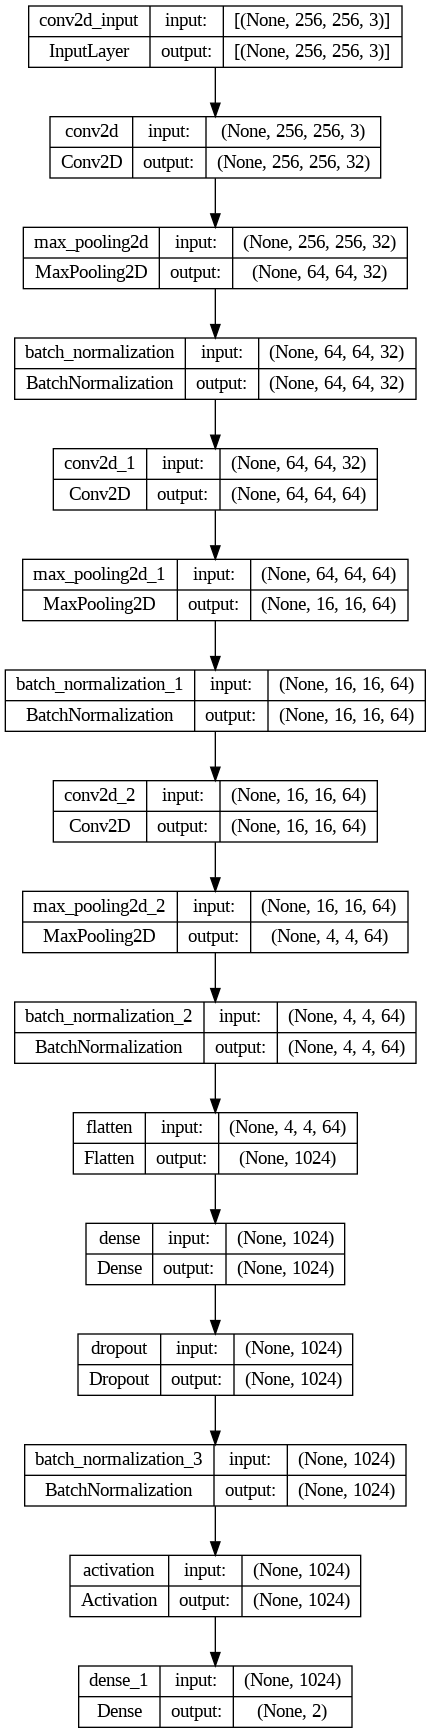 conv2d_input input: [(None, 256, 256, 3)]
InputLayer output: [(None, 256, 256, 3)]
conv2d input: (None, 256, 256, 3)
Conv2D output: (None, 256, 256, 32)
max_pooling2d input: (None, 256, 256, 32)
MaxPooling2D output: (None, 64, 64, 32)
batch_normalization input: (None, 64, 64, 32)
BatchNormalization output: (None, 64, 64, 32)
conv2d_1 input: (None, 64, 64, 32)
Conv2D output: (None, 64, 64, 64)
max_pooling2d_1 input: (None, 64, 64, 64)
MaxPooling2D output: (None, 16, 16, 64)
batch_normalization_1 input: (None, 16, 16, 64)
BatchNormalization output: (None, 16, 16, 64)
conv2d_2 input: (None, 16, 16, 64)
Conv2D output: (None, 16, 16, 64)
max_pooling2d_2 input: (None, 16, 16, 64)
MaxPooling2D output: (None, 4, 4, 64)
batch_normalization_2 input: (None, 4, 4, 64)
BatchNormalization output: (None, 4, 4, 64)
flatten input: (None, 4, 4, 64)
Flatten output: (None, 1024)
dense input: (None, 1024)
Dense output: (None, 1024)
dropout input: (None, 1024)
Dropout output: (None, 1024)
batch_normalization_3 input: (None, 1024)
BatchNormalization output: (None, 1024)
activation input: (None, 1024)
Activation output: (None, 1024)
dense_1 input: (None, 1024)
Dense output: (None, 2)